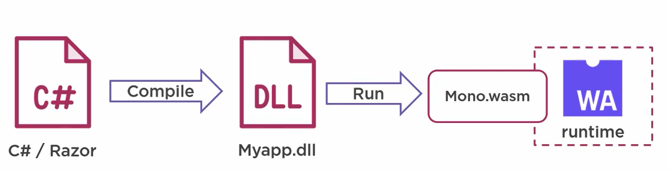 C#
C# / Razor
Compile
DLL
Myapp.dll
Run
Mono.wasm
WA
runtime